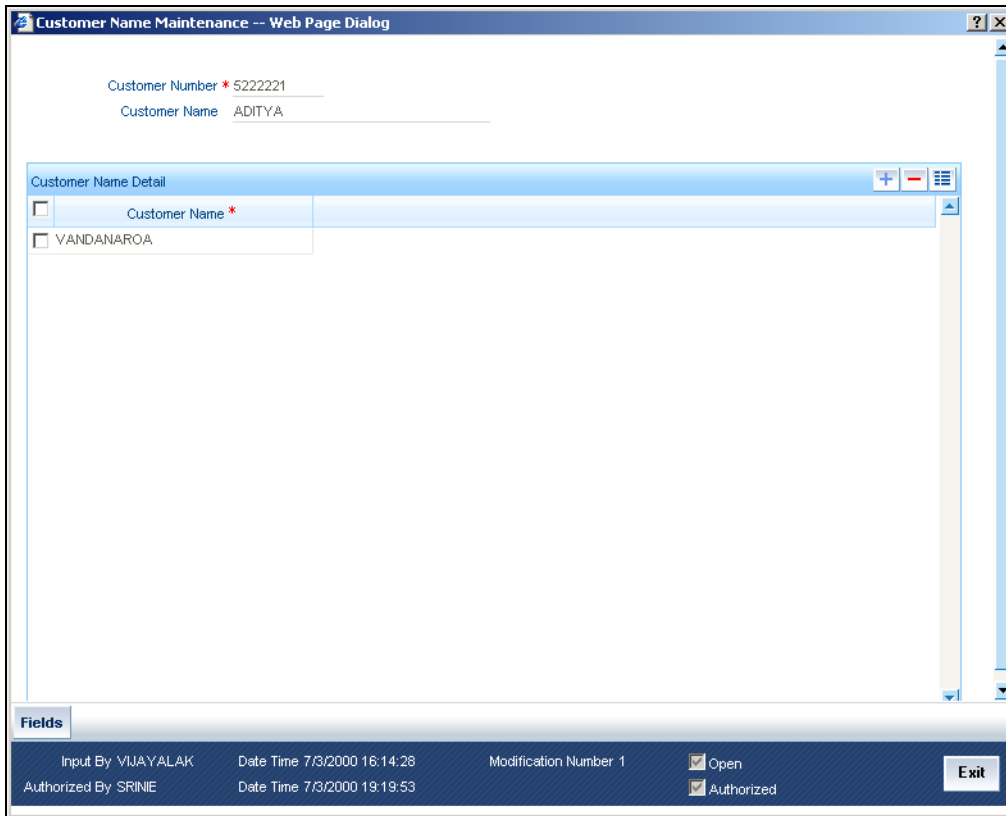 Customer Name Maintenance -- Web Page Dialog
Customer Number * 5222221
Customer Name ADITYA
Customer Name Detail
Customer Name *
VANDANAROA
Fields
Input By VIJAYALAK Date Time 7/3/2000 16:14:28 Modification Number 1 Open
Authorized By SRINIE Date Time 7/3/2000 19:19:53 Authorized
Exit